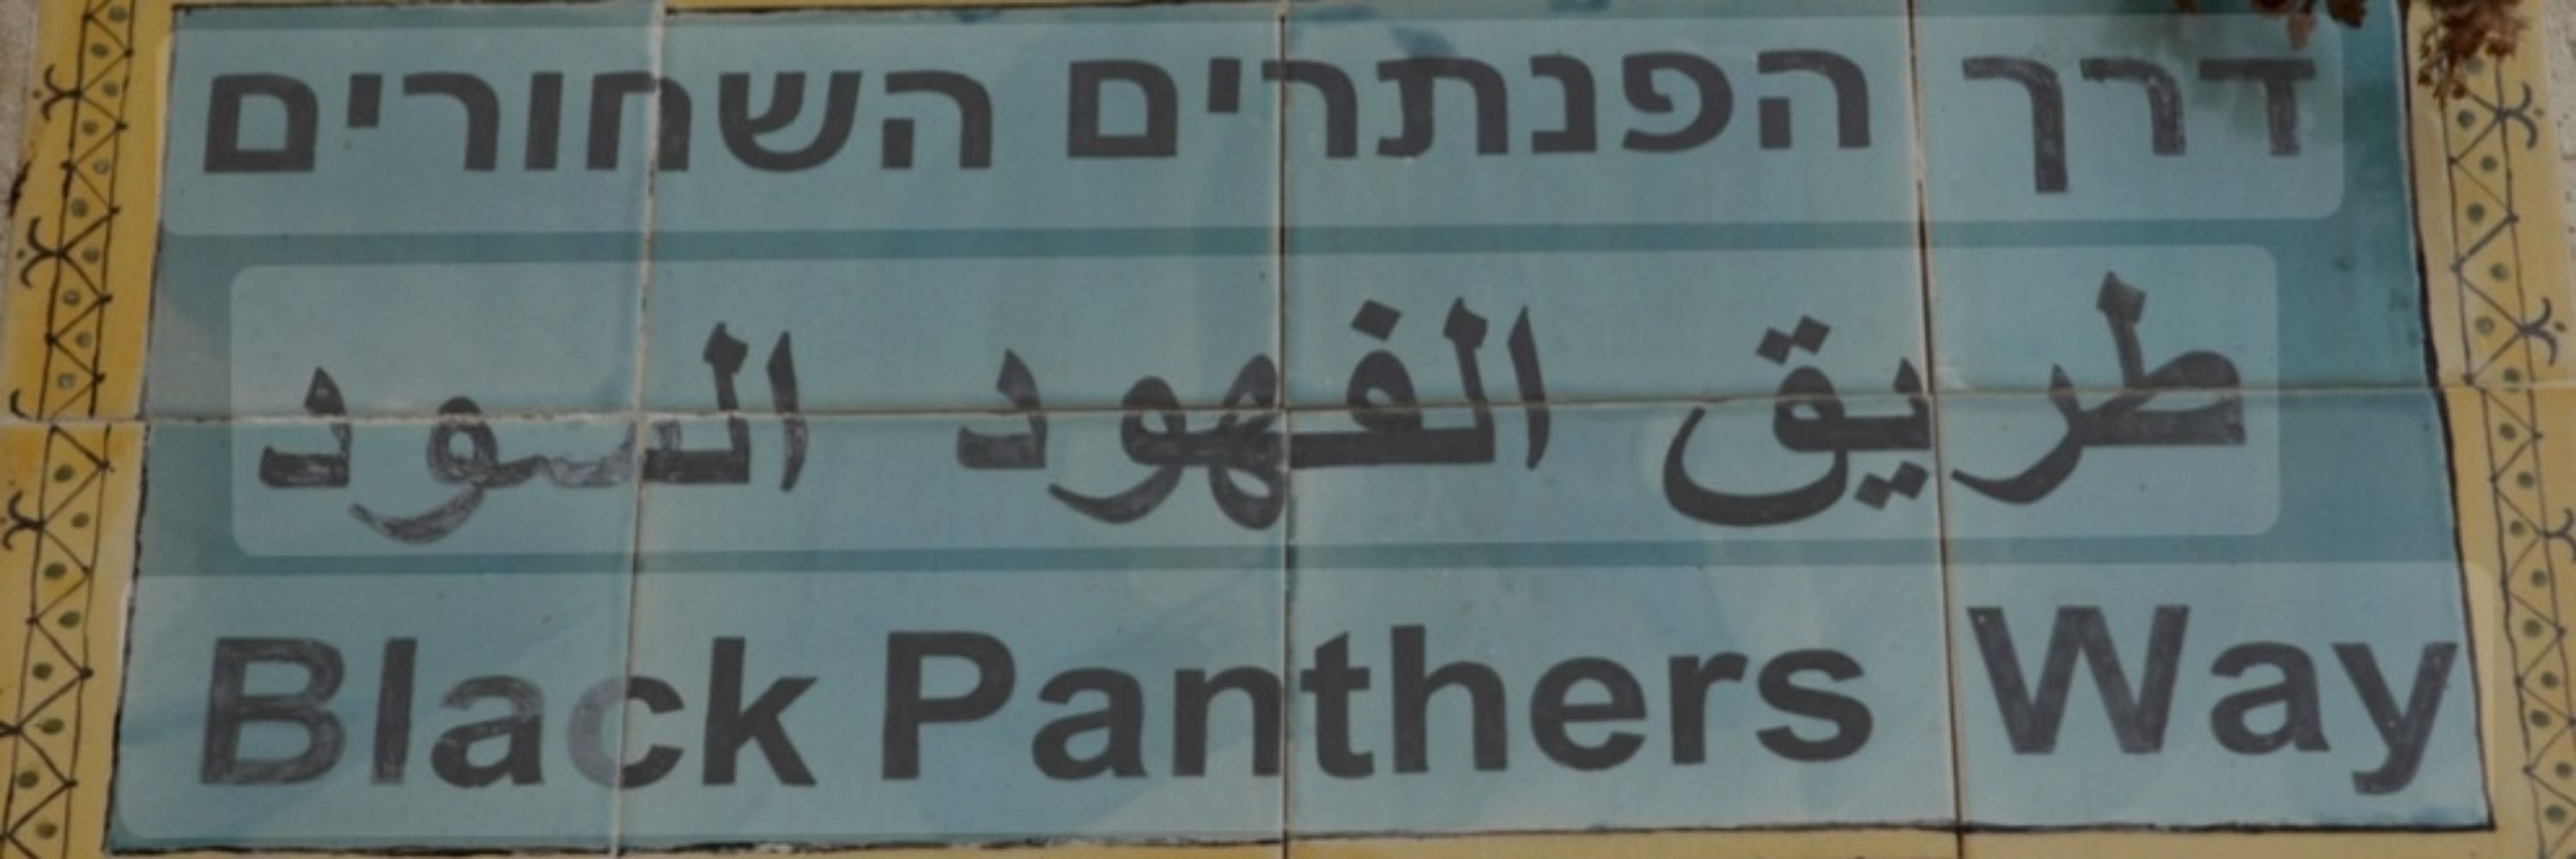 דרך הפנתרים השחורים
طريق الفهود السود
Black Panthers Way